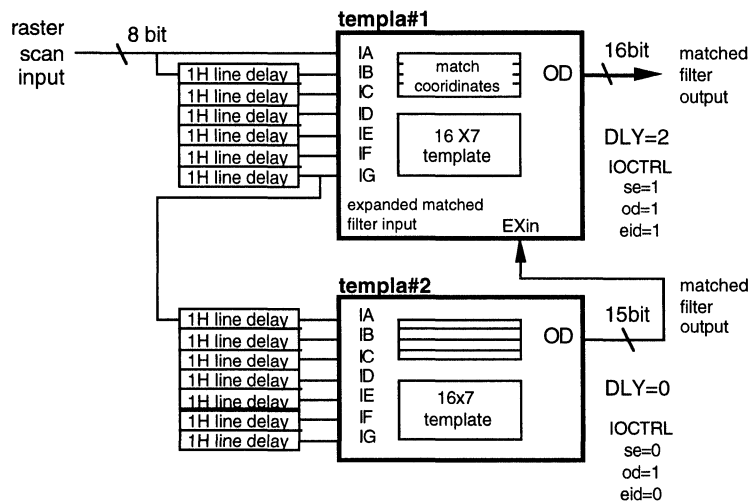 raster
scan
input
8 bit
templa#1
1H line delay
1H line delay
1H line delay
1H line delay
1H line delay
1H line delay
IA
IB
IC
ID
IE
IF
IG
match
cooridinates
16 X7
template
expanded matched
filter input
EXin
OD
16bit
matched
filter
output
DLY=2
IOCTRL
se=1
od=1
eid=1
templa#2
1H line delay
1H line delay
1H line delay
1H line delay
1H line delay
1H line delay
1H line delay
IA
IB
IC
ID
IE
IF
IG
16x7
template
OD
15bit
matched
filter
output
DLY=0
IOCTRL
se=0
od=1
eid=0